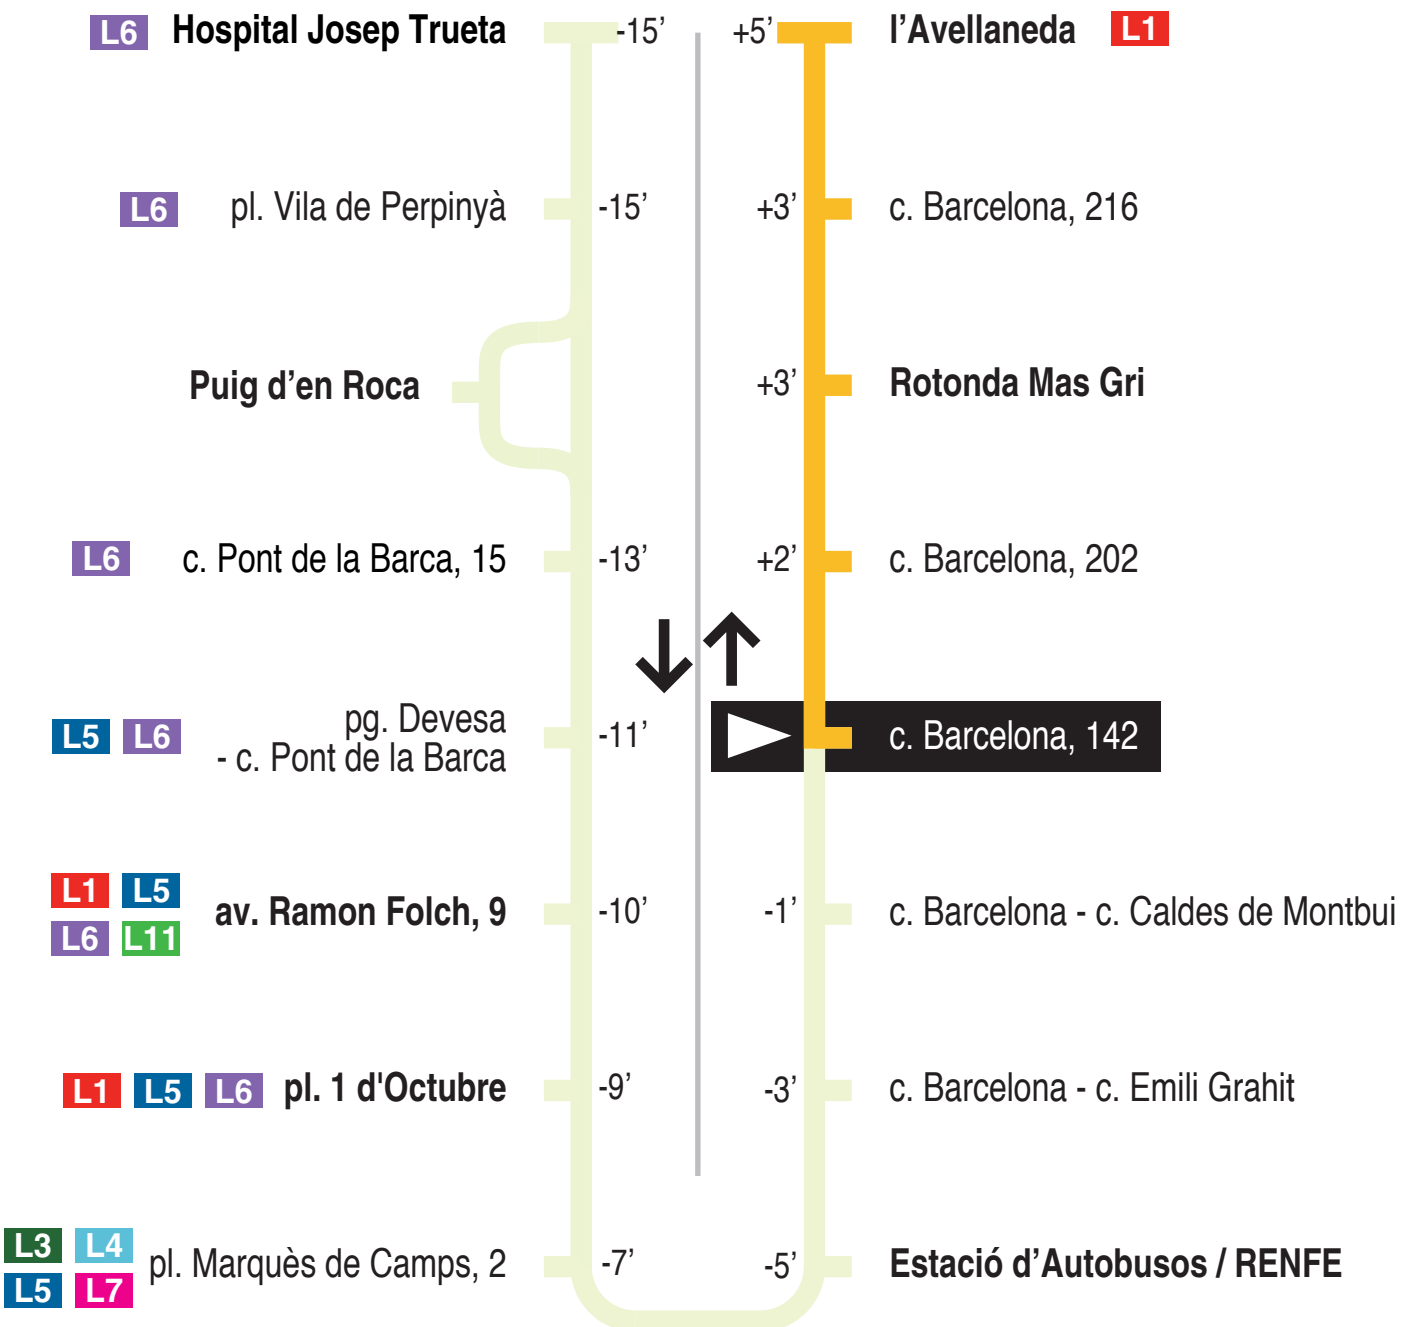 L6 Hospital Josep Trueta -15’ +5’ l’Avellaneda L1
L6 pl. Vila de Perpinyà -15’ +3’ c. Barcelona, 216
Puig d’en Roca +3’ Rotonda Mas Gri
L6 c. Pont de la Barca, 15 -13’ +2’ c. Barcelona, 202
L5 L6 pg. Devesa
- c. Pont de la Barca -11’ c. Barcelona, 142
L1 L5
L6 L11 av. Ramon Folch, 9 -10’ -1’ c. Barcelona - c. Caldes de Montbui
L1 L5 L6 pl. 1 d'Octubre -9’ -3’ c. Barcelona - c. Emili Grahit
L3 L4
L5 L7 pl. Marquès de Camps, 2 -7’ -5’ Estació d’Autobusos / RENFE